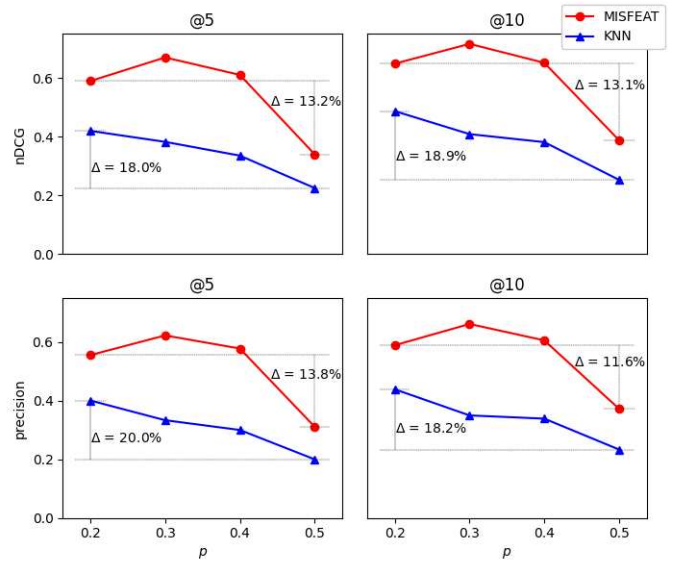 @5
@10
MISFEAT
KNN
nDCG
0.6
0.4
0.2
0.0
Δ = 13.2%
Δ = 18.0%
Δ = 13.1%
Δ = 18.9%
@5
@10
precision
0.6
0.4
0.2
0.0
Δ = 13.8%
Δ = 20.0%
Δ = 11.6%
Δ = 18.2%
0.2 0.3 0.4 0.5
0.2 0.3 0.4 0.5
p
p